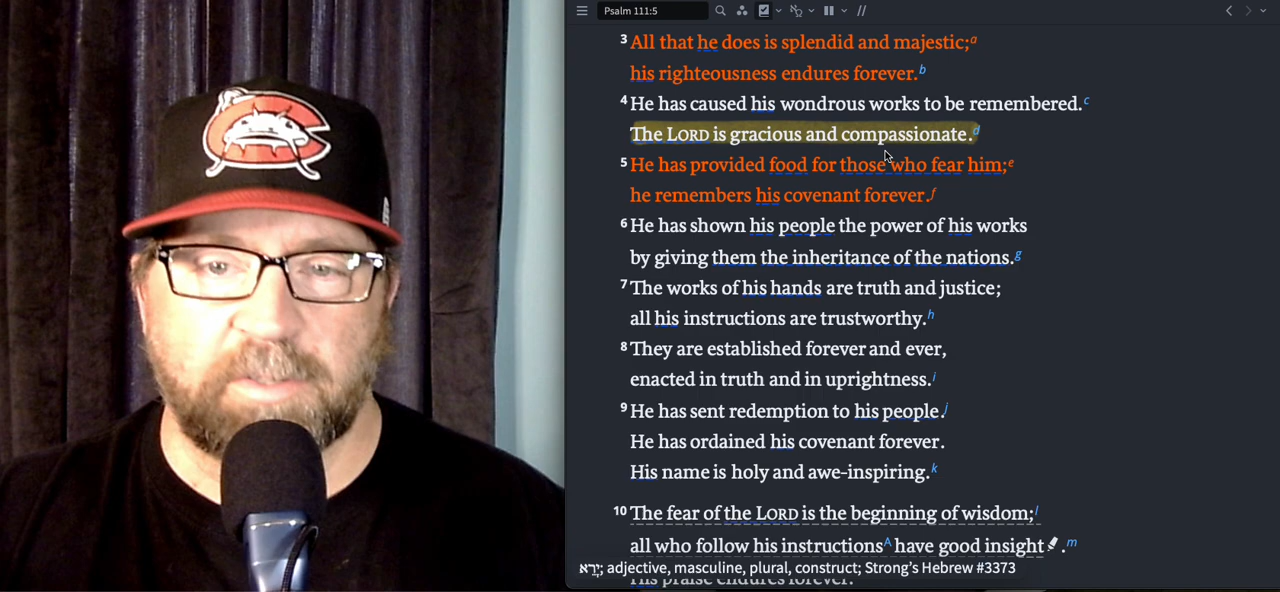 Psalm 111:5
3 All that he does is splendid and majestic;a
his righteousness endures forever.b
4 He has caused his wondrous works to be remembered.c
The LORD is gracious and compassionate.d
5 He has provided food for those who fear him;e
he remembers his covenant forever.f
6 He has shown his people the power of his works
by giving them the inheritance of the nations.g
7 The works of his hands are truth and justice;
all his instructions are trustworthy.h
8 They are established forever and ever,
enacted in truth and in uprightness.i
9 He has sent redemption to his people.j
He has ordained his covenant forever.
His name is holy and awe-inspiring.k
10 The fear of the LORD is the beginning of wisdom;l
all who follow his instructionsA have good insight.m
His praise endures forever.
יָרֵא; adjective, masculine, plural, construct; Strong's Hebrew #3373